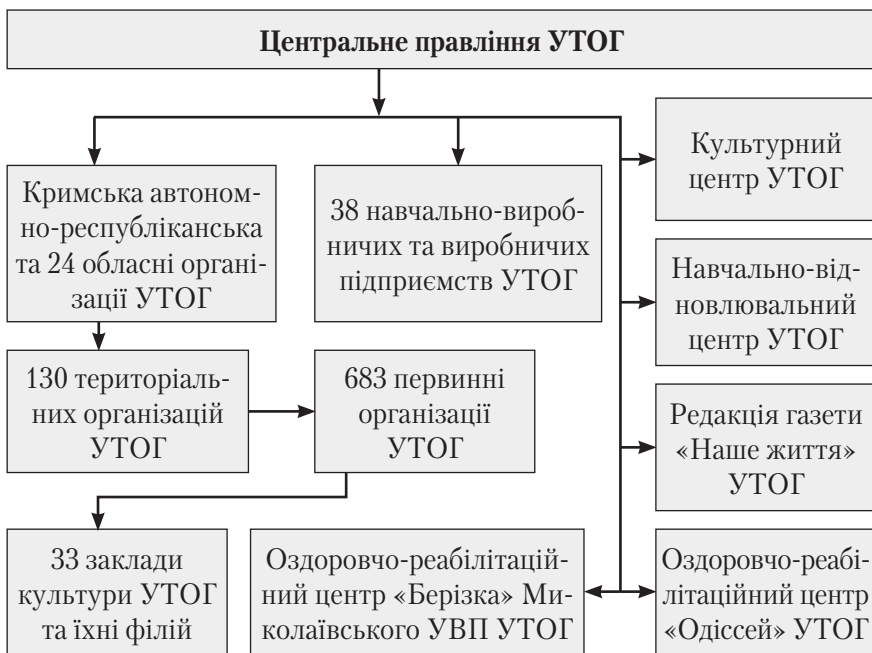 Центральне правління УТОГ
Кримська автоном-
но-республіканська
та 24 обласні органі-
зації УТОГ
38 навчально-вироб-
ничих та виробничих
підприємств УТОГ
Культурний
центр УТОГ
Навчально-від-
новлювальний
центр УТОГ
130 територіаль-
них організацій
УТОГ
683 первинні
організації
УТОГ
Редакція газети
«Наше життя»
УТОГ
33 заклади
культури УТОГ
та їхні філій
Оздоровчо-реабілітацій-
ний центр «Берізка» Ми-
колаївського УВП УТОГ
Оздоровчо-реабі-
літаційний центр
«Одіссей» УТОГ